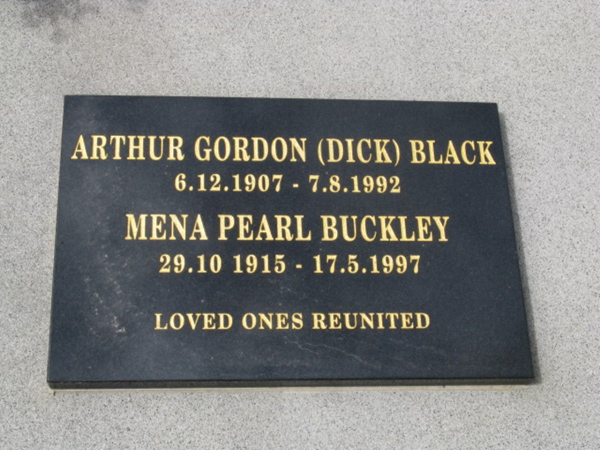 ARTHUR GORDON (DICK) BLACK
6.12.1907 - 7.8.1992
MENA PEARL BUCKLEY
29.10 1915 - 17.5.1997
LOVED ONES REUNITED